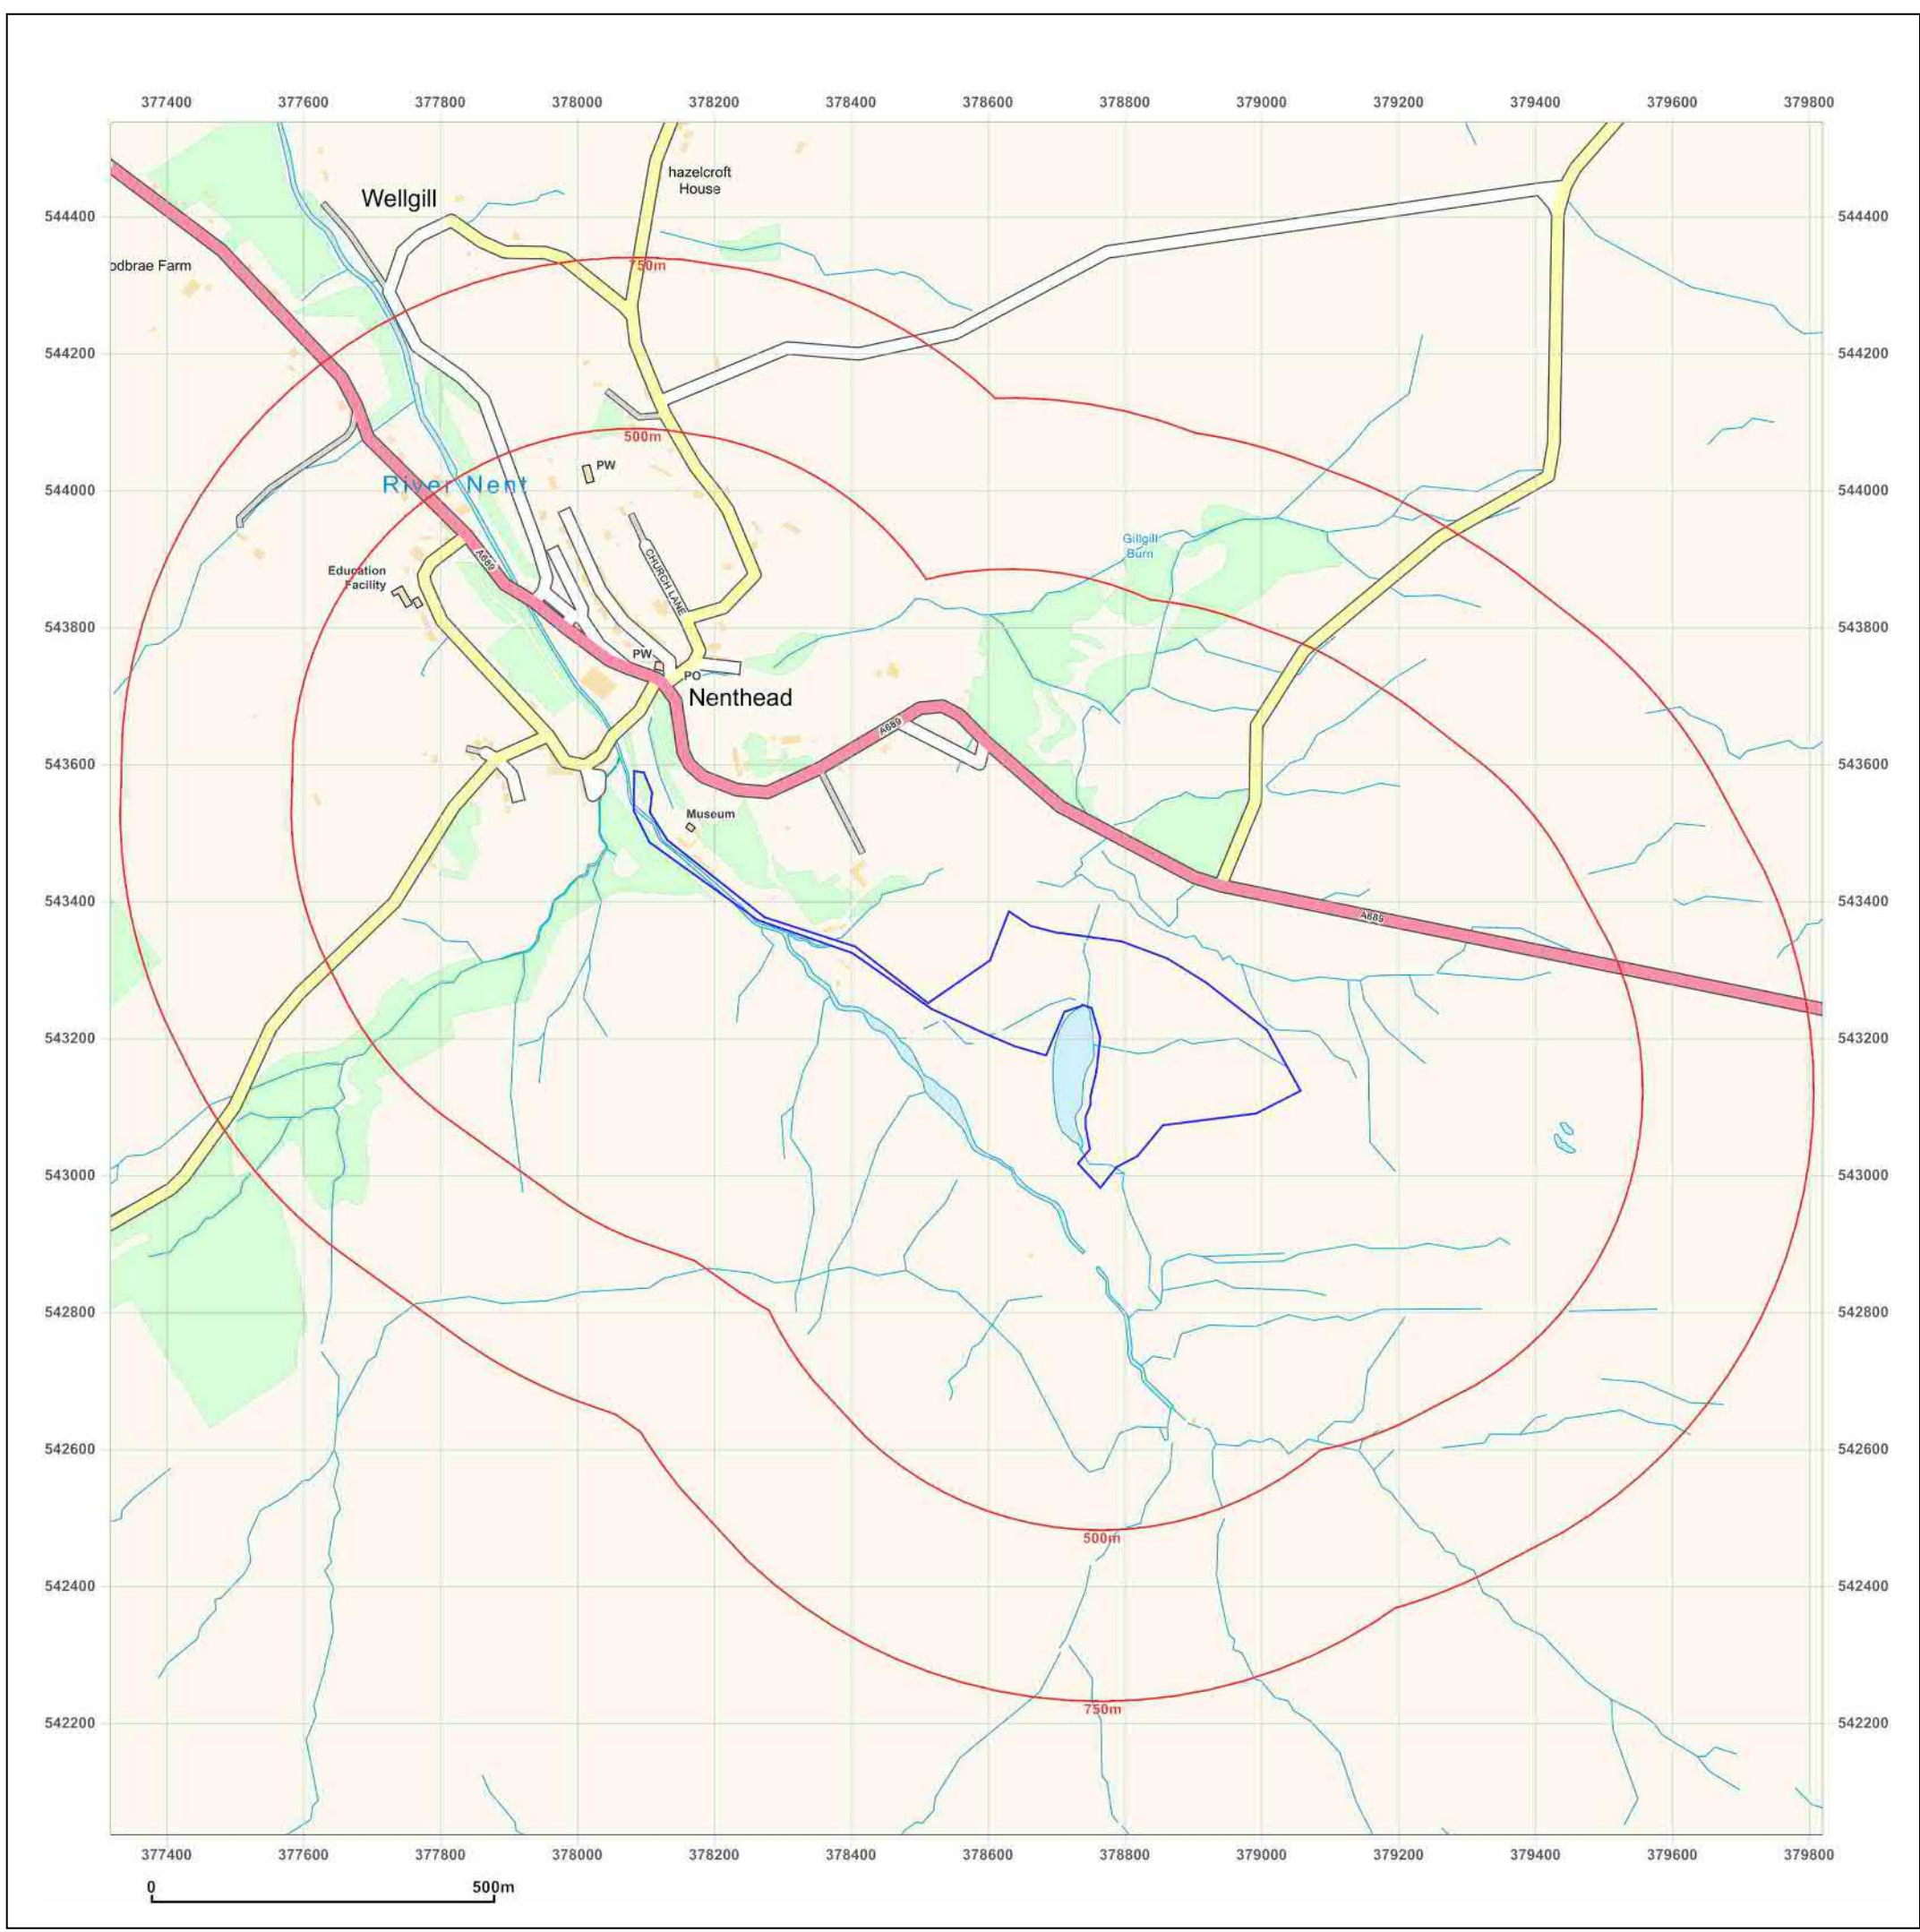 377400 377600 377800 378000 378200 378400 378600 378800 379000 379200 379400 379600 379800
hazelcroft
House
Wellgill
544400 544400
odbrae Farm
750m
544200 544200
500m
PW
River Nent
544000 544000
Gillgill
Burn
A689
CHURCH LANE
Education
Facility
543800 543800
PW
PO
Nenthead
A689
543600 543600
Museum
543400 543400
A689
543200 543200
543000 543000
542800 542800
542600 542600
500m
542400 542400
750m
542200 542200
377400 377600 377800 378000 378200 378400 378600 378800 379000 379200 379400 379600 379800
0 500m